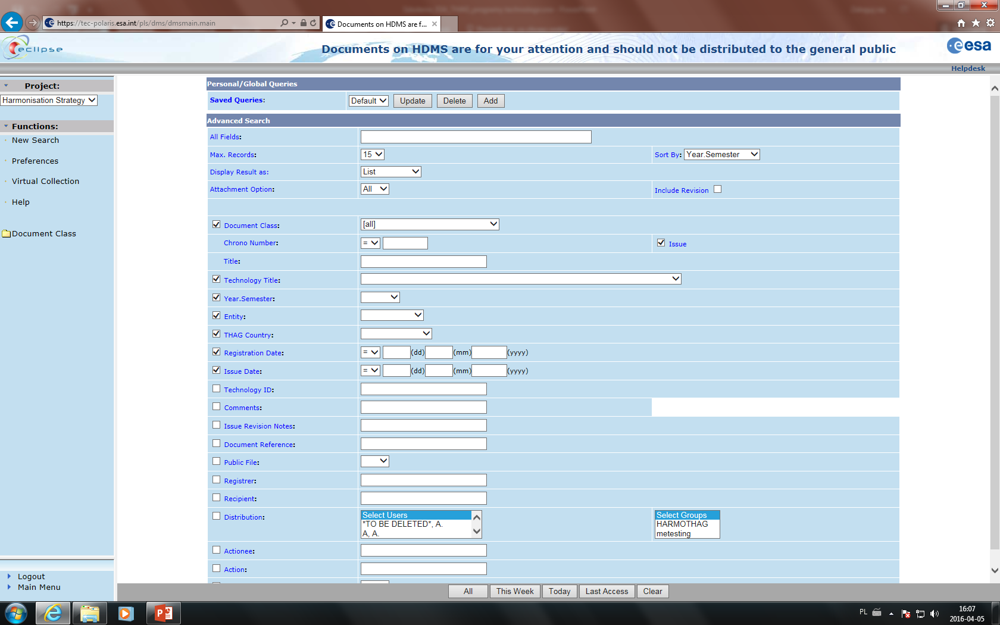 https://tec-polaris.esa.int/pls/dms/dmsmain.main
Documents on HDMS are f...
eclipse
Documents on HDMS are for your attention and should not be distributed to the general public
esa
Helpdesk
Project:
Harmonisation Strategy
Functions:
New Search
Preferences
Virtual Collection
Help
Document Class
Logout
Main Menu
Personal/Global Queries
Saved Queries: Default Update Delete Add
Advanced Search
All Fields:
Max. Records: 15 Sort By: Year.Semester
Display Result as: List
Attachment Option: All Include Revision
Document Class: [all]
Chrono Number: = Issue
Title:
Technology Title:
Year.Semester:
Entity:
THAG Country:
Registration Date: = (dd) (mm) (yyyy)
Issue Date: = (dd) (mm) (yyyy)
Technology ID:
Comments:
Issue Revision Notes:
Document Reference:
Public File:
Registrer:
Recipient:
Distribution: Select Users Select Groups
*TO BE DELETED*, A. HARMOTHAG
A, A. metesting
Actionee:
Action:
All This Week Today Last Access Clear
PL
16:07
2016-04-05